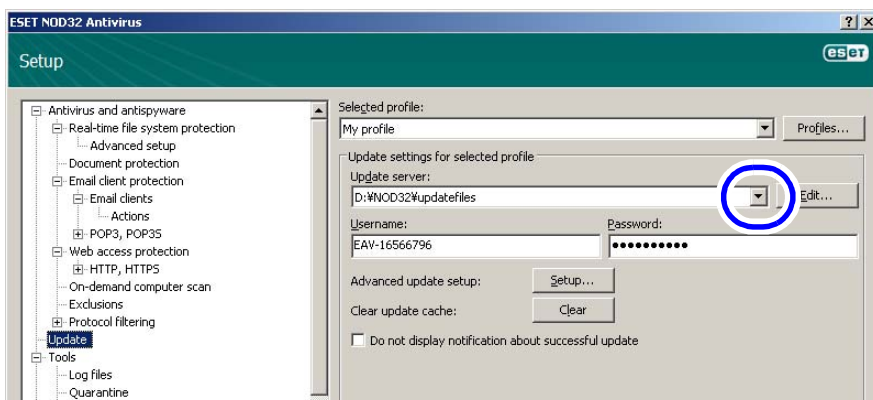 ESET NOD32 Antivirus
Setup
eseT
Antivirus and antispyware
Real-time file system protection
Advanced setup
Document protection
Email client protection
Email clients
Actions
POP3, POP3S
Web access protection
HTTP, HTTPS
On-demand computer scan
Exclusions
Protocol filtering
Update
Tools
Log files
Quarantine
Selected profile:
My profile
Profiles...
Update settings for selected profile
Update server:
D:¥NOD32¥updatefiles
Edit...
Username:
Password:
EAV-16566796
●●●●●●●●●●
Advanced update setup:
Setup...
Clear update cache:
Clear
Do not display notification about successful update